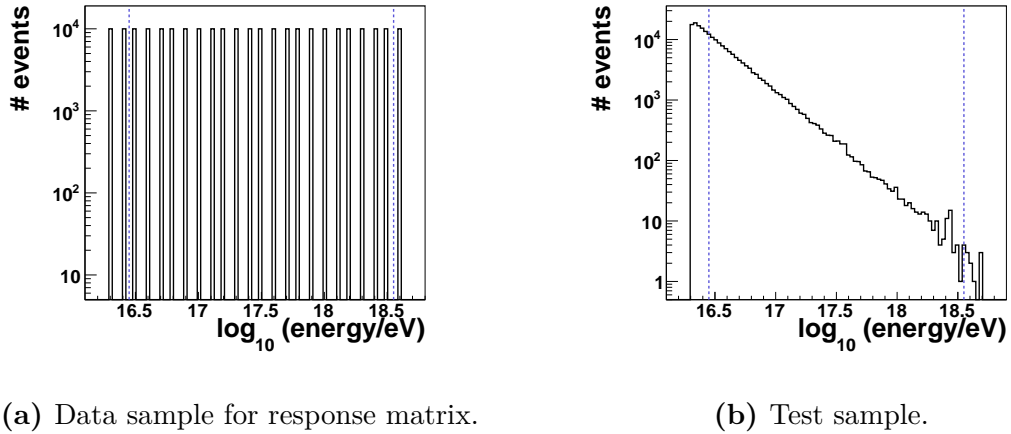 # events
10⁴
10³
10²
10
16.5 17 17.5 18 18.5
log₁₀ (energy/eV)
(a) Data sample for response matrix.
# events
10⁴
10³
10²
10
1
16.5 17 17.5 18 18.5
log₁₀ (energy/eV)
(b) Test sample.